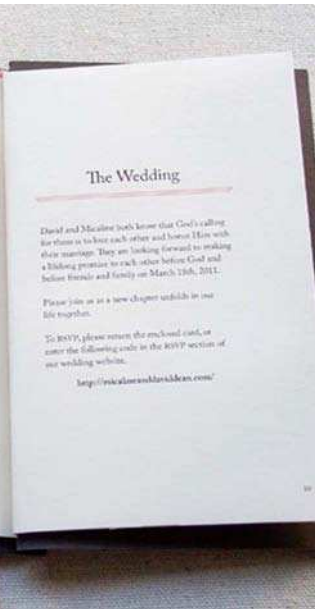 The Wedding
David and Micaline both know that God's calling
for them is to love each other and honor Him with
their marriage. They are looking forward to making
a lifelong promise to each other before God and
before friends and family on March 18th, 2011.
Please join us as a new chapter unfolds in our
life together.
To RSVP, please return the enclosed card, or
enter the following code in the RSVP section of
our wedding website.